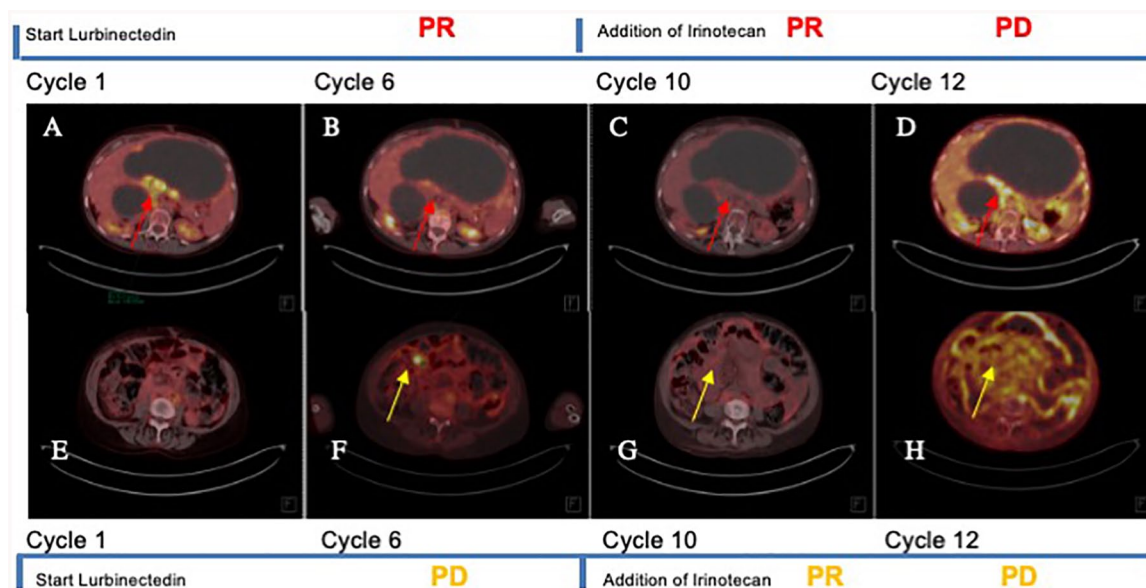 Start Lurbinectedin PR Addition of Irinotecan PR PD
Cycle 1 Cycle 6 Cycle 10 Cycle 12
A B C D
F F
E F G H
F F F
Cycle 1 Cycle 6 Cycle 10 Cycle 12
Start Lurbinectedin PD Addition of Irinotecan PR PD